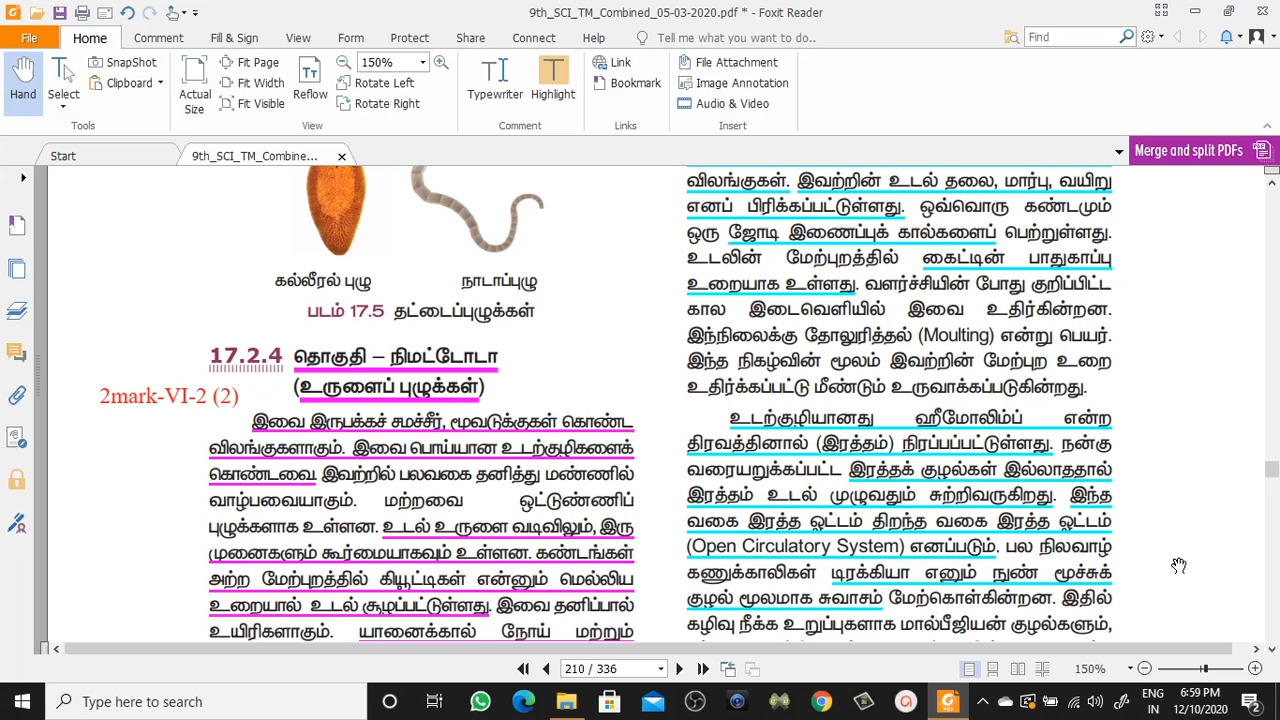 9th_SCI_TM_Combined_05-03-2020.pdf * - Foxit Reader
File Home Comment Fill & Sign View Form Protect Share Connect Help Tell me what you want to do.. Find
Hand
Select
SnapShot
Clipboard
Actual Size
Fit Page
Fit Width
Fit Visible
Reflow
150%
Rotate Left
Rotate Right
Typewriter
Highlight
Link
Bookmark
File Attachment
Image Annotation
Audio & Video
Tools View Comment Links Insert
Start 9th_SCI_TM_Combine... Merge and split PDFs
கல்லீரல் புழு நாடாப்புழு
படம் 17.5 தட்டைப்புழுக்கள்
17.2.4 தொகுதி – நிமட்டோடா
(உருளைப் புழுக்கள்)
2mark-VI-2 (2)
இவை இருபக்கச் சமச்சீர், மூவடுக்குகள் கொண்ட
விலங்குகளாகும். இவை பொய்யான உடற்குழிகளைக்
கொண்டவை. இவற்றில் பலவகை தனித்து மண்ணில்
வாழ்பவையாகும். மற்றவை ஒட்டுண்ணிப்
புழுக்களாக உள்ளன. உடல் உருளை வடிவிலும், இரு
முனைகளும் கூர்மையாகவும் உள்ளன. கண்டங்கள்
அற்ற மேற்புறத்தில் கியூட்டிகள் என்னும் மெல்லிய
உறையால் உடல் சூழப்பட்டுள்ளது. இவை தனிப்பால்
உயிரிகளாகும். யானைக்கால் நோய் மற்றும்
விலங்குகள். இவற்றின் உடல் தலை, மார்பு, வயிறு
எனப் பிரிக்கப்பட்டுள்ளது. ஒவ்வொரு கண்டமும்
ஒரு ஜோடி இணைப்புக் கால்களைப் பெற்றுள்ளது.
உடலின் மேற்புறத்தில் கைட்டின் பாதுகாப்பு
உறையாக உள்ளது. வளர்ச்சியின் போது குறிப்பிட்ட
கால இடைவெளியில் இவை உதிர்கின்றன.
இந்நிலைக்கு தோலுரித்தல் (Moulting) என்று பெயர்.
இந்த நிகழ்வின் மூலம் இவற்றின் மேற்புற உறை
உதிர்க்கப்பட்டு மீண்டும் உருவாக்கப்படுகின்றது.
உடற்குழியானது ஹீமோலிம்ப் என்ற
திரவத்தினால் (இரத்தம்) நிரப்பப்பட்டுள்ளது. நன்கு
வரையறுக்கப்பட்ட இரத்தக் குழல்கள் இல்லாததால்
இரத்தம் உடல் முழுவதும் சுற்றிவருகிறது. இந்த
வகை இரத்த ஓட்டம் திறந்த வகை இரத்த ஓட்டம்
(Open Circulatory System) எனப்படும். பல நிலவாழ்
கணுக்காலிகள் டிரக்கியா எனும் நுண் மூச்சுக்
குழல் மூலமாக சுவாசம் மேற்கொள்கின்றன. இதில்
கழிவு நீக்க உறுப்புகளாக மால்பீஜியன் குழல்களும்,
210 / 336 150%
Type here to search
ENG
IN
6:59 PM
12/10/2020
2